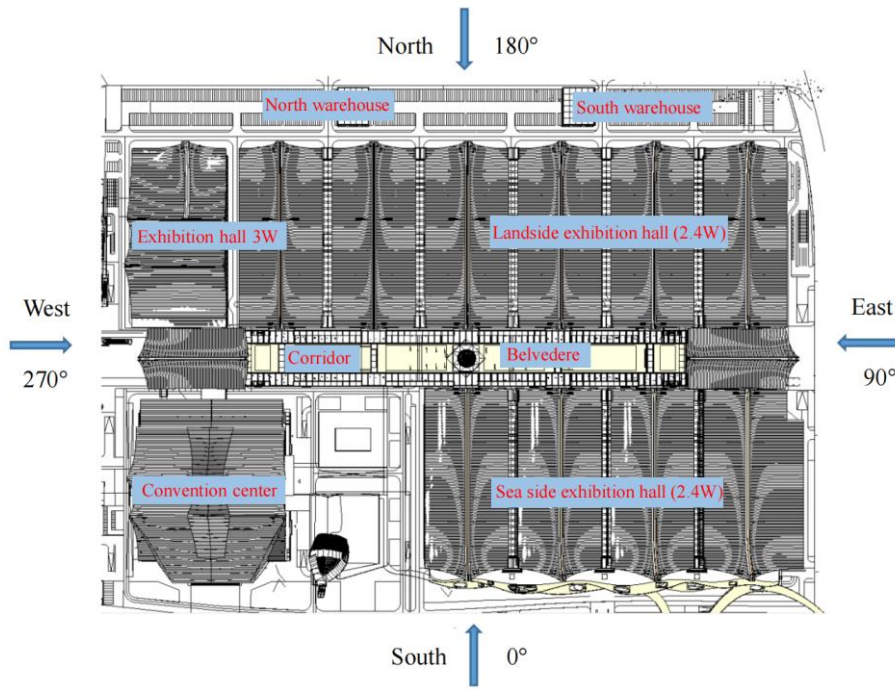 North 180°
North warehouse South warehouse
Exhibition hall 3W Landside exhibition hall (2.4W)
West East
Corridor Belvedere
270° 90°
Convention center Sea side exhibition hall (2.4W)
South 0°